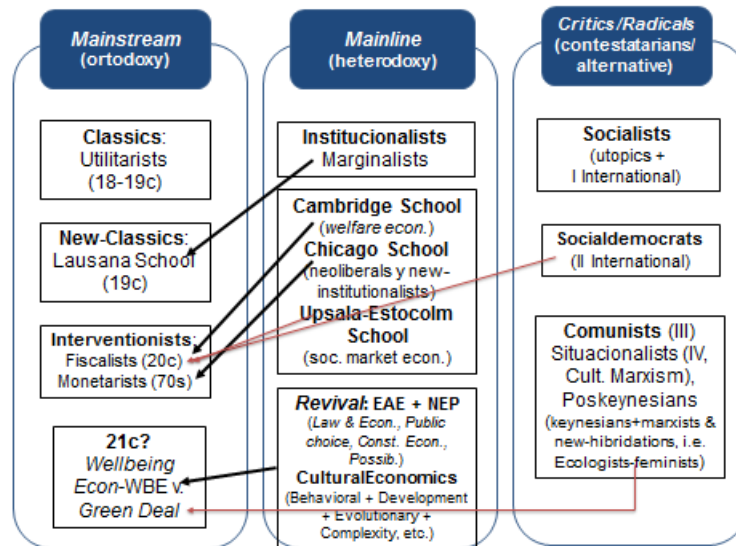 Mainstream
(ortodoxy)
Classics:
Utilitarists
(18-19c)
New-Classics:
Lausana School
(19c)
Interventionists:
Fiscalists (20c)
Monetarists (70s)
21c?
Wellbeing
Econ-WBE v.
Green Deal
Mainline
(heterodoxy)
Institucionalists
Marginalists
Cambridge School
(welfare econ.)
Chicago School
(neoliberals y new-
institutionalists)
Upsala-Estocolm
School
(soc. market econ.)
Revival: EAE + NEP
(Law & Econ., Public
choice, Const. Econ.,
Possib.)
CulturalEconomics
(Behavioral + Development
+ Evolutionary +
Complexity, etc.)
Critics/Radicals
(contestatarians/
alternative)
Socialists
(utopics +
I International)
Socialdemocrats
(II International)
Comunists (III)
Situacionalists (IV,
Cult. Marxism),
Poskeynesians
(keynesians+marxists &
new-hibridations, i.e.
Ecologists-feminists)